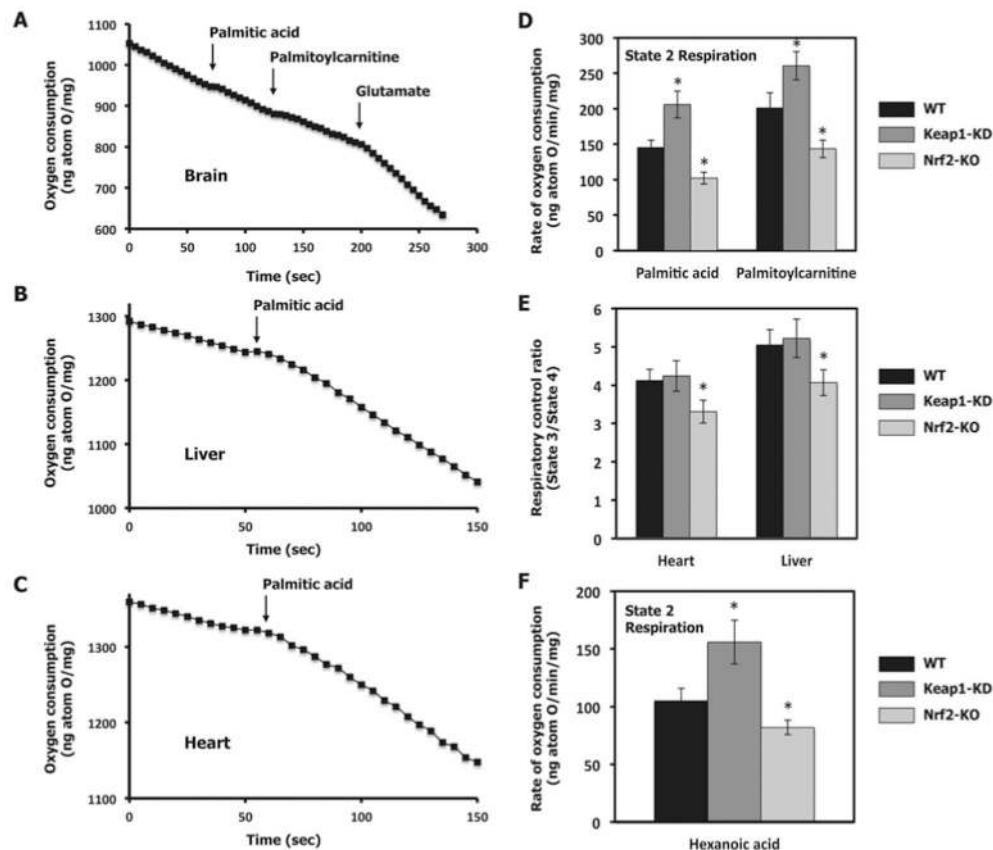 A
Oxygen consumption
(ng atom O/mg)
1100
1000
900
800
700
600
Palmitic acid
Palmitoylcarnitine
Glutamate
Brain
0 50 100 150 200 250 300
Time (sec)
B
Oxygen consumption
(ng atom O/mg)
1300
1200
1100
1000
Palmitic acid
Liver
0 50 100 150
Time (sec)
C
Oxygen consumption
(ng atom O/mg)
1300
1200
1100
Palmitic acid
Heart
0 50 100 150
Time (sec)
D
Rate of oxygen consumption
(ng atom O/min/mg)
300
250
200
150
100
50
0
State 2 Respiration
* * * *
Palmitic acid Palmitoylcarnitine
WT
Keap1-KD
Nrf2-KO
E
Respiratory control ratio
(State 3/State 4)
6
5
4
3
2
1
0
* *
Heart Liver
WT
Keap1-KD
Nrf2-KO
F
Rate of oxygen consumption
(ng atom O/min/mg)
200
150
100
50
0
State 2
Respiration
* *
Hexanoic acid
WT
Keap1-KD
Nrf2-KO